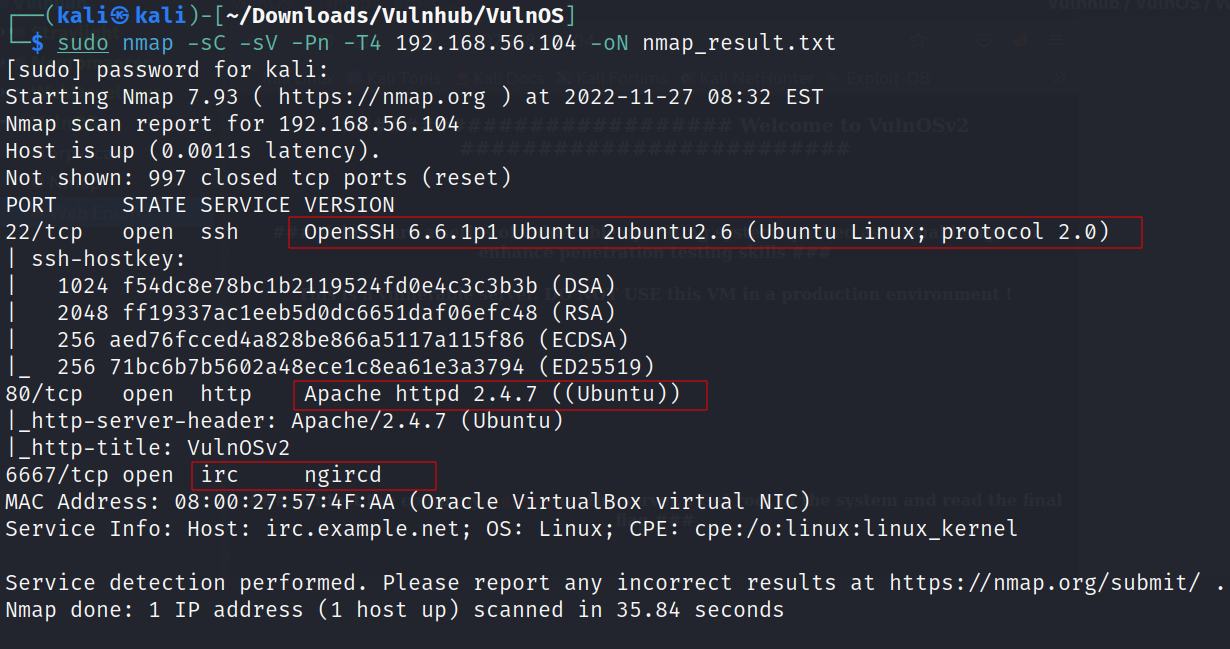 ┌──(kali㉿kali)-[~/Downloads/Vulnhub/VulnOS]
└─$ sudo nmap -sC -sV -Pn -T4 192.168.56.104 -oN nmap_result.txt
[sudo] password for kali:
Starting Nmap 7.93 ( https://nmap.org ) at 2022-11-27 08:32 EST
Nmap scan report for 192.168.56.104
Host is up (0.0011s latency).
Not shown: 997 closed tcp ports (reset)
PORT     STATE SERVICE VERSION
22/tcp   open  ssh     OpenSSH 6.6.1p1 Ubuntu 2ubuntu2.6 (Ubuntu Linux; protocol 2.0)
| ssh-hostkey:
|   1024 f54dc8e78bc1b2119524fd0e4c3c3b3b (DSA)
|   2048 ff19337ac1eeb5d0dc6651daf06efc48 (RSA)
|   256 aed76fcced4a828be866a5117a115f86 (ECDSA)
|_  256 71bc6b7b5602a48ece1c8ea61e3a3794 (ED25519)
80/tcp   open  http    Apache httpd 2.4.7 ((Ubuntu))
|_http-server-header: Apache/2.4.7 (Ubuntu)
|_http-title: VulnOSv2
6667/tcp open  irc     ngircd
MAC Address: 08:00:27:57:4F:AA (Oracle VirtualBox virtual NIC)
Service Info: Host: irc.example.net; OS: Linux; CPE: cpe:/o:linux:linux_kernel

Service detection performed. Please report any incorrect results at https://nmap.org/submit/ .
Nmap done: 1 IP address (1 host up) scanned in 35.84 seconds